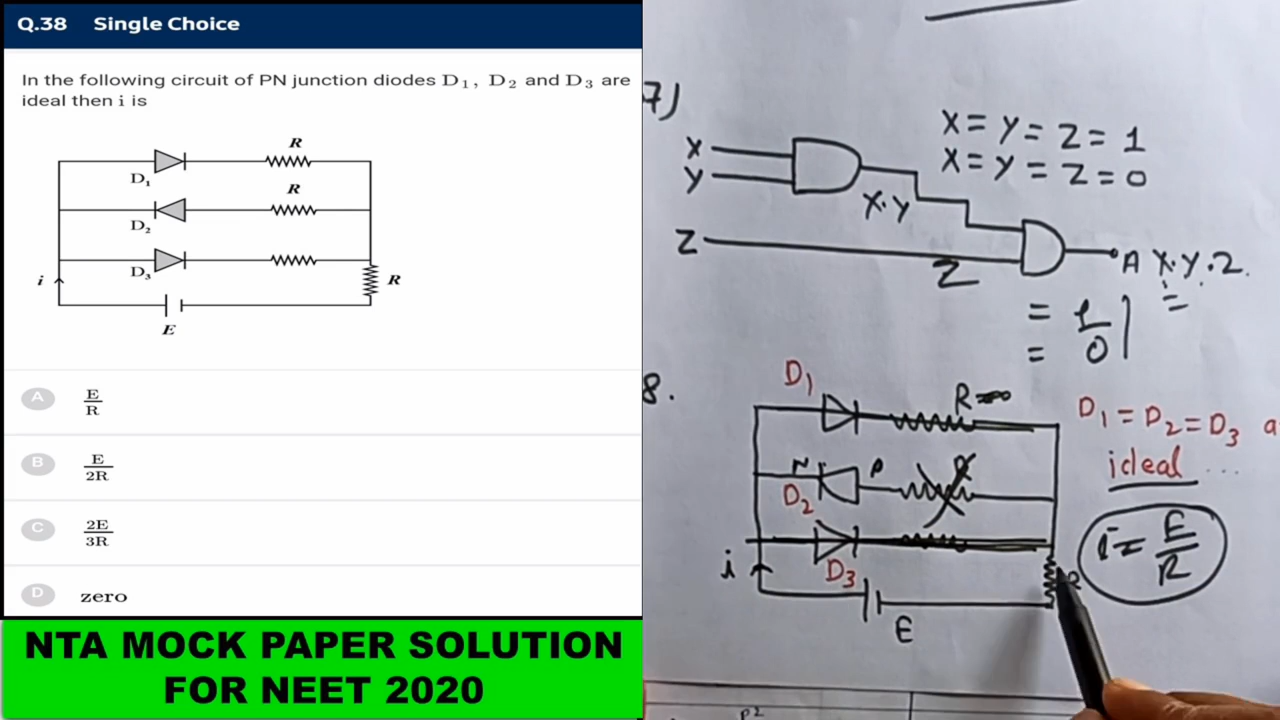 Q.38 Single Choice
In the following circuit of PN junction diodes D₁, D₂ and D₃ are
ideal then i is
R
D₁
R
D₂
D₃
i
R
E
A
E
R
B
E
2R
C
2E
3R
D
zero
NTA MOCK PAPER SOLUTION
FOR NEET 2020
7)
X = Y = Z = 1
X = Y = Z = 0
X
Y
X.Y
Z
Z
A X.Y.Z.
= 1
= 0
8.
D₁
R
D₁ = D₂ = D₃
ideal ...
N P R
D₂
i = E
R
i
D₃
R
E
P²